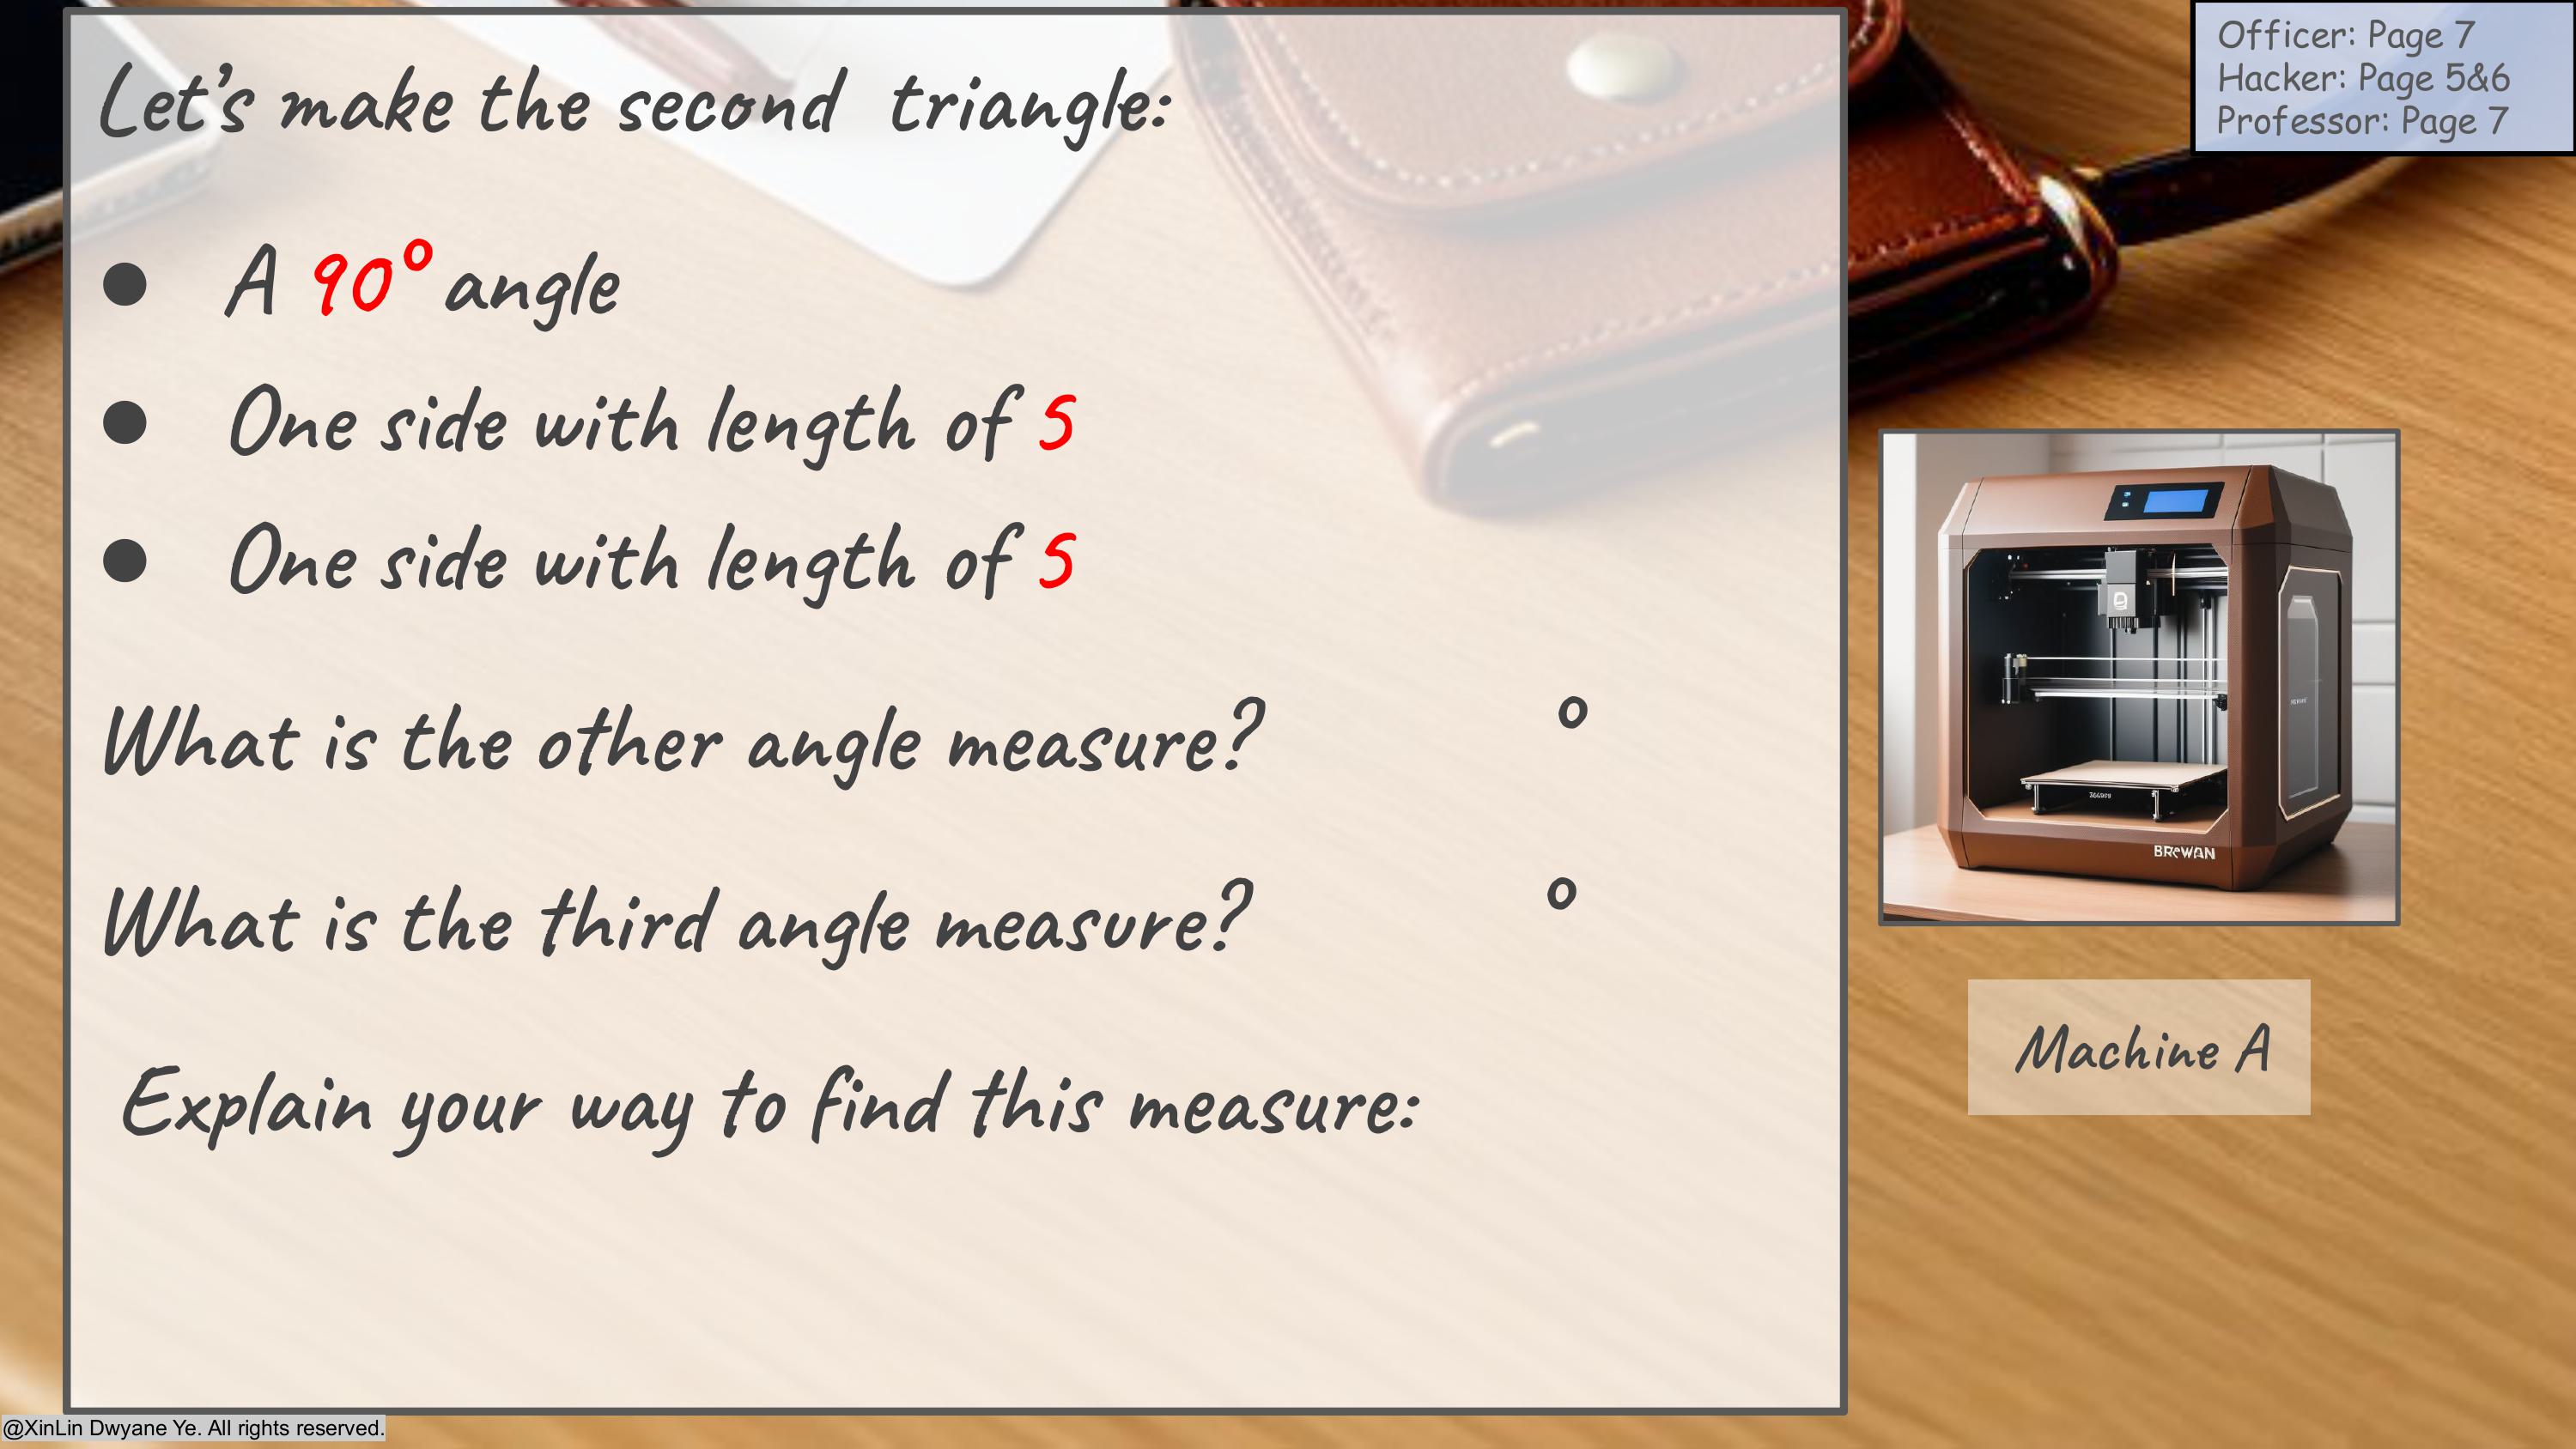 Officer: Page 7
Hacker: Page 5&6
Professor: Page 7
Let's make the second triangle:
● A 90° angle
● One side with length of 5
● One side with length of 5
What is the other angle measure? °
What is the third angle measure? °
Explain your way to find this measure:
BReWAN
Machine A
@XinLin Dwyane Ye. All rights reserved.